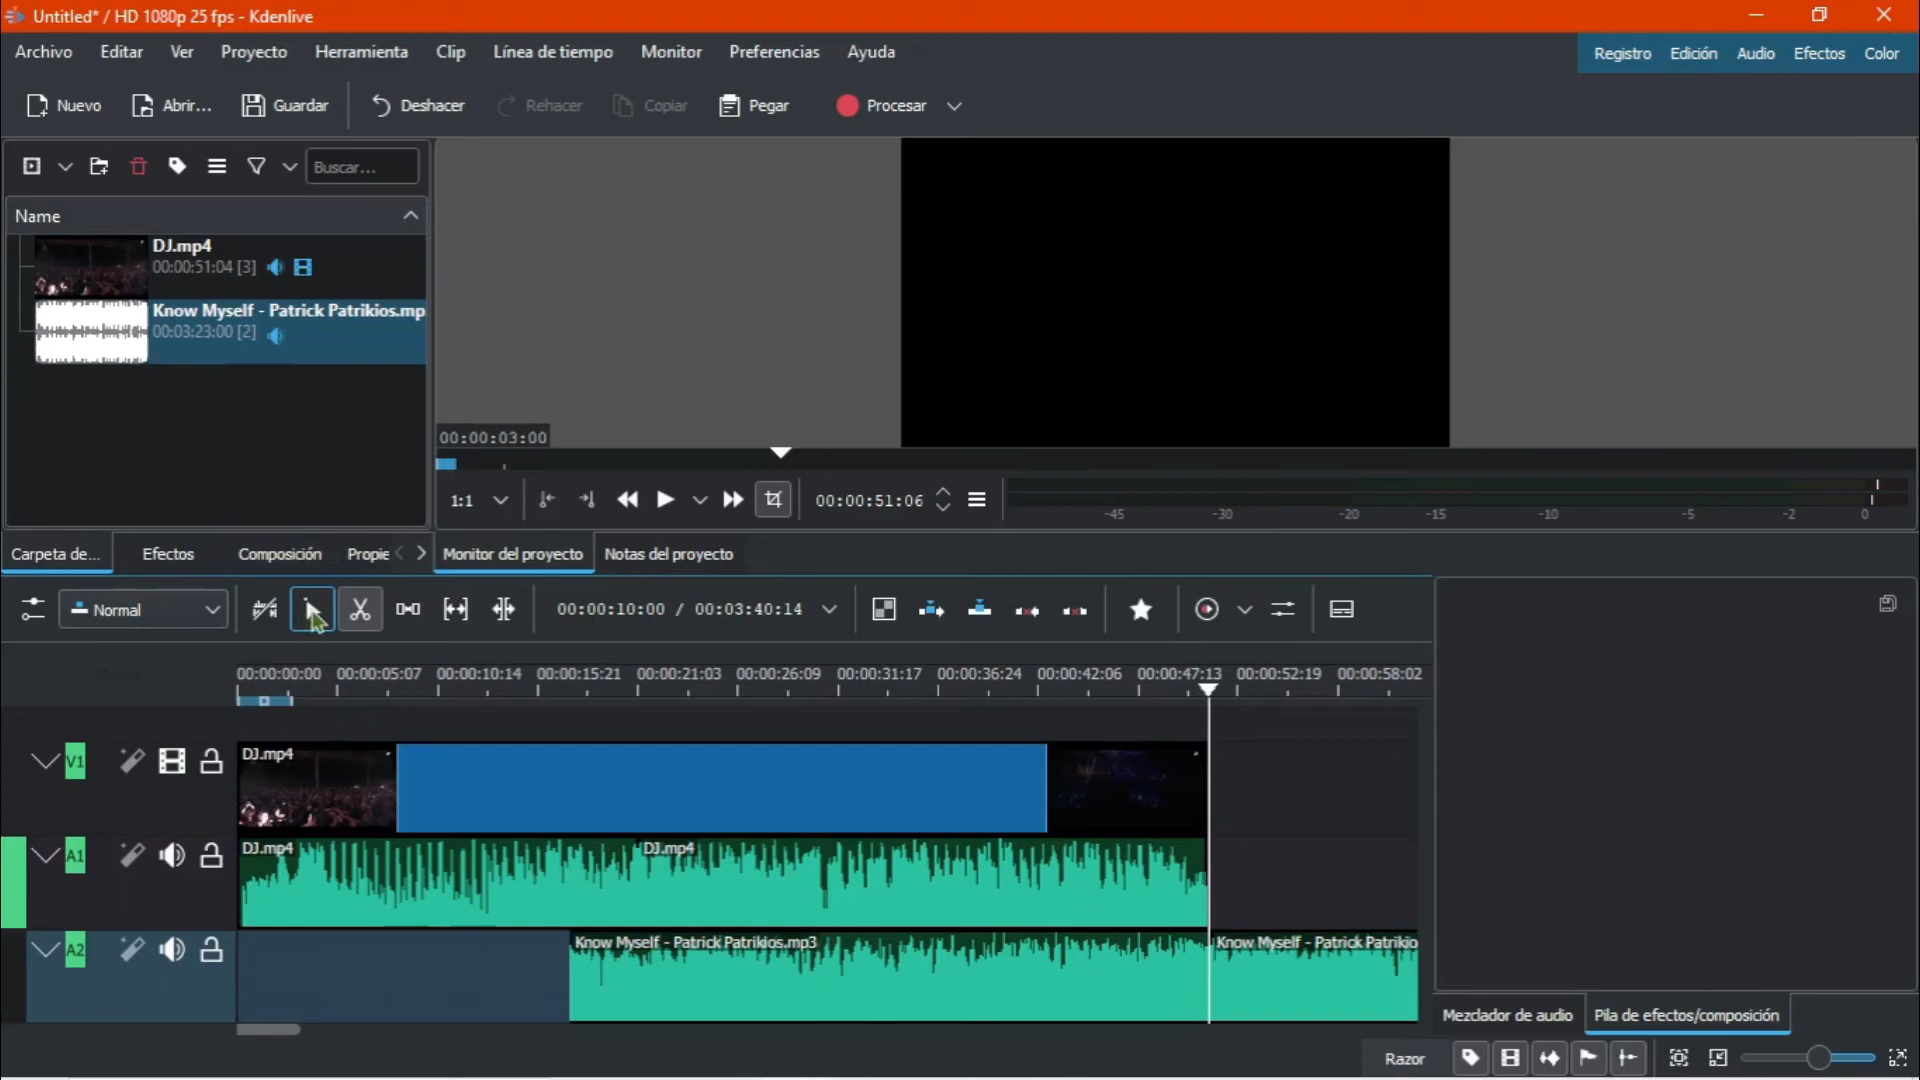 Untitled* / HD 1080p 25 fps - Kdenlive
Archivo Editar Ver Proyecto Herramienta Clip Línea de tiempo Monitor Preferencias Ayuda
Registro Edición Audio Efectos Color
Nuevo Abrir... Guardar Deshacer Rehacer Copiar Pegar Procesar
Buscar...
Name
DJ.mp4
00:00:51:04 [3]
Know Myself - Patrick Patrikios.mp
00:03:23:00 [2]
00:00:03:00
1:1 00:00:51:06
-45 -30 -20 -15 -10 -5 -2 0
Carpeta de... Efectos Composición Propie Monitor del proyecto Notas del proyecto
Normal 00:00:10:00 / 00:03:40:14
00:00:00:00 00:00:05:07 00:00:10:14 00:00:15:21 00:00:21:03 00:00:26:09 00:00:31:17 00:00:36:24 00:00:42:06 00:00:47:13 00:00:52:19 00:00:58:02
V1 DJ.mp4
A1 DJ.mp4 DJ.mp4
A2 Know Myself - Patrick Patrikios.mp3 Know Myself - Patrick Patrikio
Mezclador de audio Pila de efectos/composición
Razor